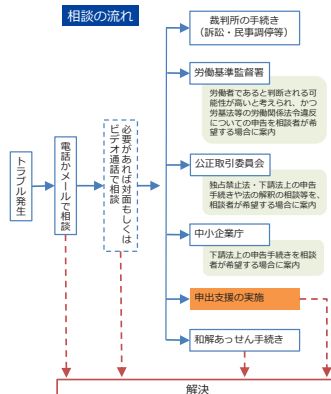 相談の流れ
トラブル発生
電話かメールで相談
必要があれば対面もしくは
ビデオ通話で相談
裁判所の手続き
（訴訟・民事調停等）
労働基準監督署
労働者であると判断される可
能性が高いと考えられ、かつ
労基法等の労働関係法令違反
についての申告を相談者が希
望する場合に案内
公正取引委員会
独占禁止法・下請法上の申告
手続きや法の解釈の相談等を、
相談者が希望する場合に案内
中小企業庁
下請法上の申告手続きを相談
者が希望する場合に案内
申出支援の実施
和解あっせん手続き
解決